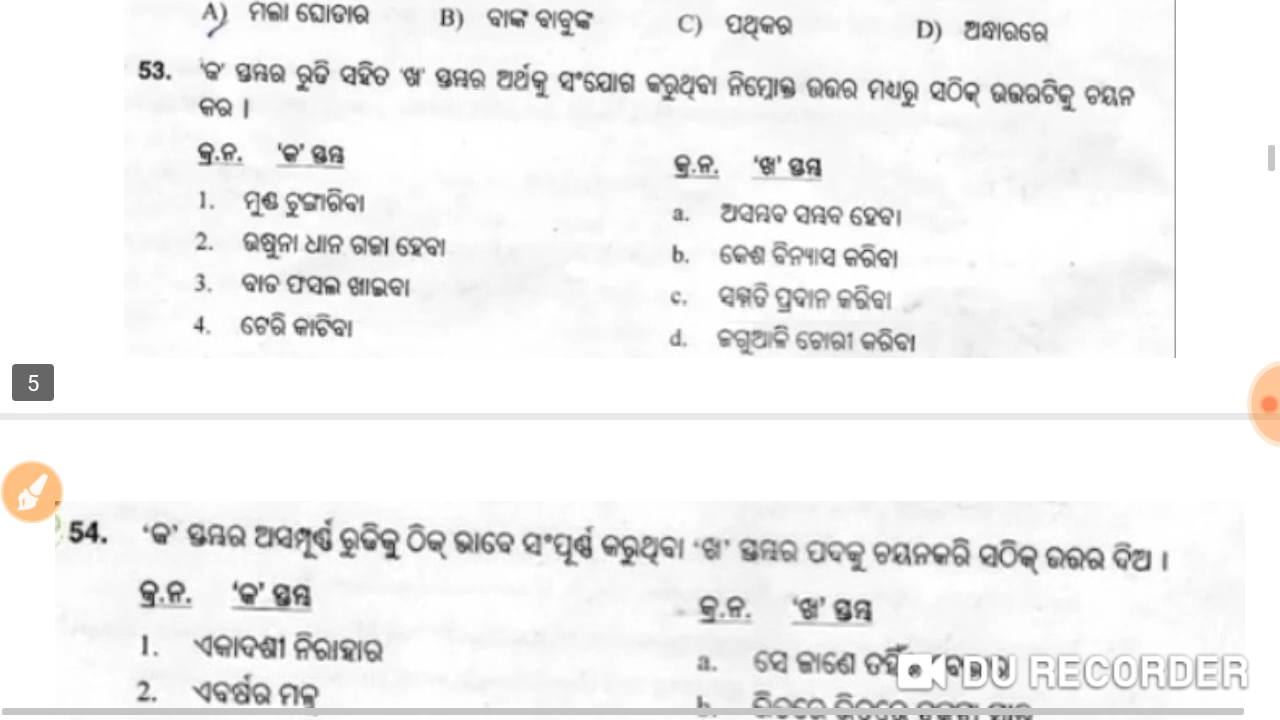 A) ମଲା ଘୋଡାର B) ବାଙ୍କ ବାବୁଙ୍କ C) ପଥିକର D) ଅନ୍ଧାରରେ
53. 'କ' ସ୍ତମ୍ଭର ରୁଢି ସହିତ 'ଖ' ସ୍ତମ୍ଭର ଅର୍ଥକୁ ସଂଯୋଗ କରୁଥିବା ନିମ୍ନୋକ୍ତ ଉତ୍ତର ମଧ୍ୟରୁ ସଠିକ୍ ଉତ୍ତରଟିକୁ ଚୟନ
କର ।
କ୍ର.ନ. 'କ' ସ୍ତମ୍ଭ କ୍ର.ନ. 'ଖ' ସ୍ତମ୍ଭ
1. ମୁଣ୍ଡ ଟୁଙ୍ଗାରିବା a. ଅସମ୍ଭବ ସମ୍ଭବ ହେବା
2. ଉଷୁନା ଧାନ ଗଜା ହେବା b. କେଶ ବିନ୍ୟାସ କରିବା
3. ବାଡ ଫସଲ ଖାଇବା c. ସମ୍ମତି ପ୍ରଦାନ କରିବା
4. ଟେରି କାଟିବା d. ଜଗୁଆଳି ଚୋରୀ କରିବା
5
54. 'କ' ସ୍ତମ୍ଭର ଅସମ୍ପୂର୍ଣ୍ଣ ରୁଢିକୁ ଠିକ୍ ଭାବେ ସଂପୂର୍ଣ୍ଣ କରୁଥିବା 'ଖ' ସ୍ତମ୍ଭର ପଦକୁ ଚୟନକରି ସଠିକ୍ ଉତ୍ତର ଦିଅ ।
କ୍ର.ନ. 'କ' ସ୍ତମ୍ଭ କ୍ର.ନ. 'ଖ' ସ୍ତମ୍ଭ
1. ଏକାଦଶୀ ନିରାହାର a. ସେ ଜାଣେ
2. ଏବର୍ଷର ମଳୁ b.
DU RECORDER